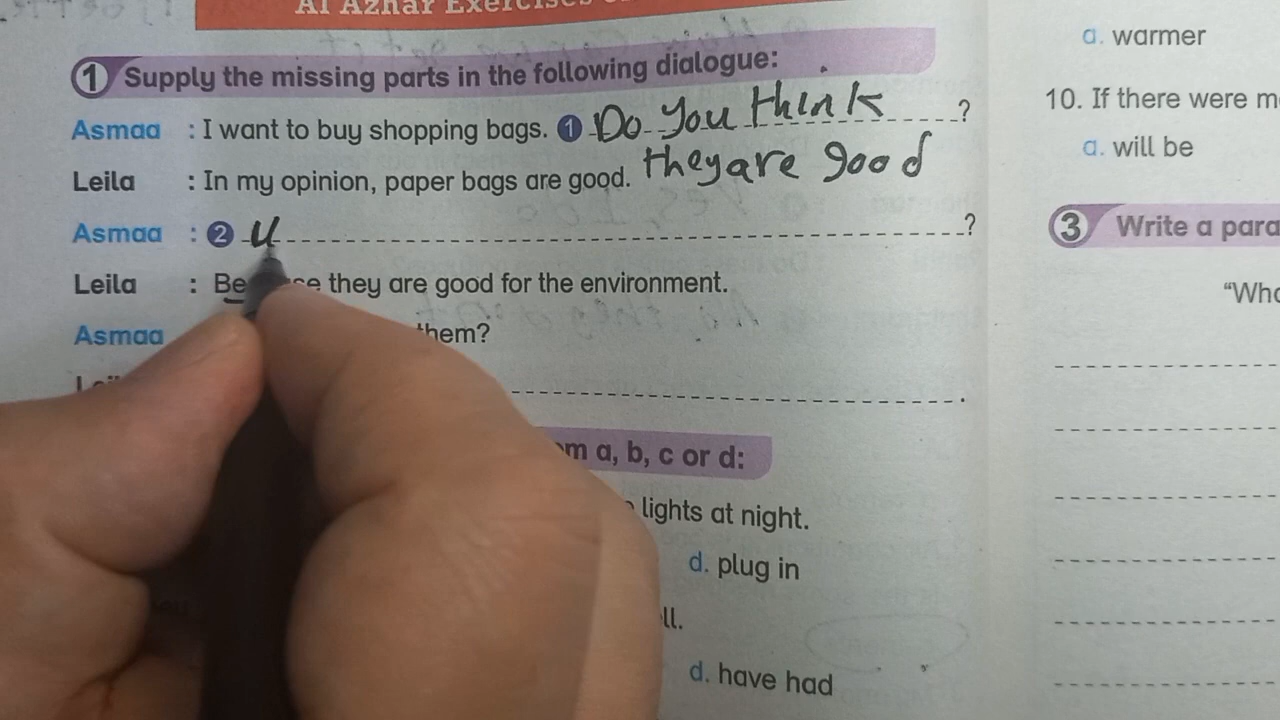 Al Azhar Exercises
1 Supply the missing parts in the following dialogue:
Asmaa : I want to buy shopping bags. 1 Do you think ?
they are good
Leila : In my opinion, paper bags are good.
Asmaa : 2 ?
Leila : Be se they are good for the environment.
Asmaa them?
.
m a, b, c or d:
lights at night.
d. plug in
ll.
d. have had
a. warmer
10. If there were m
a. will be
3 Write a para
"Who